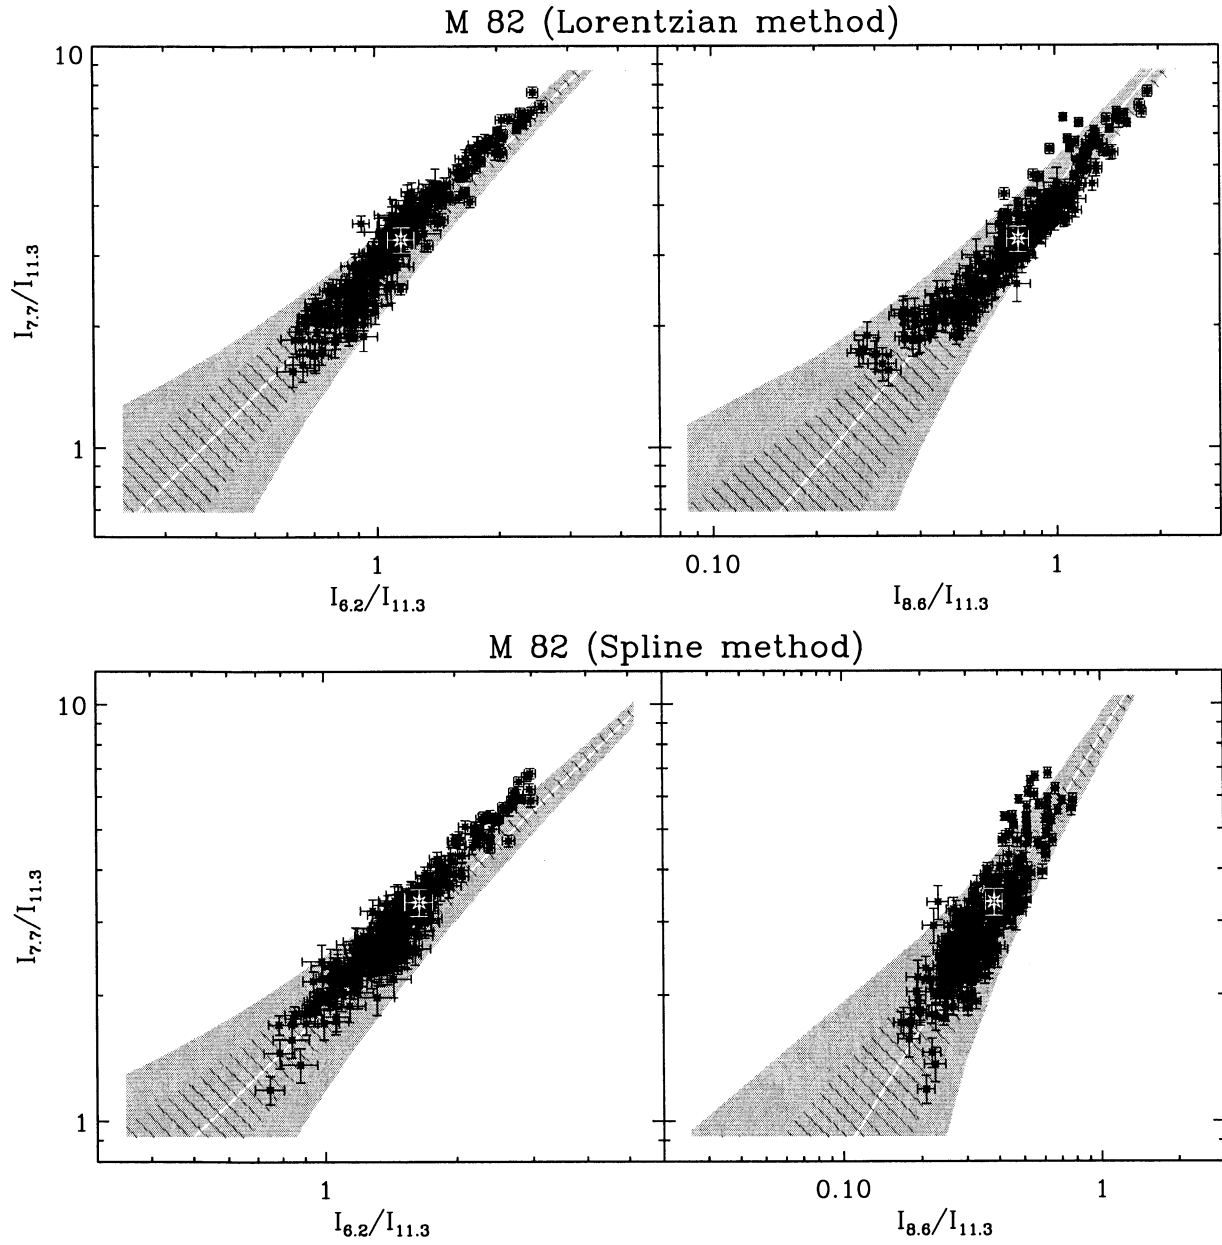 M 82 (Lorentzian method)
10
1
I7.7/I11.3
1
0.10
1
I6.2/I11.3
I8.6/I11.3
M 82 (Spline method)
10
1
I7.7/I11.3
1
0.10
1
I6.2/I11.3
I8.6/I11.3